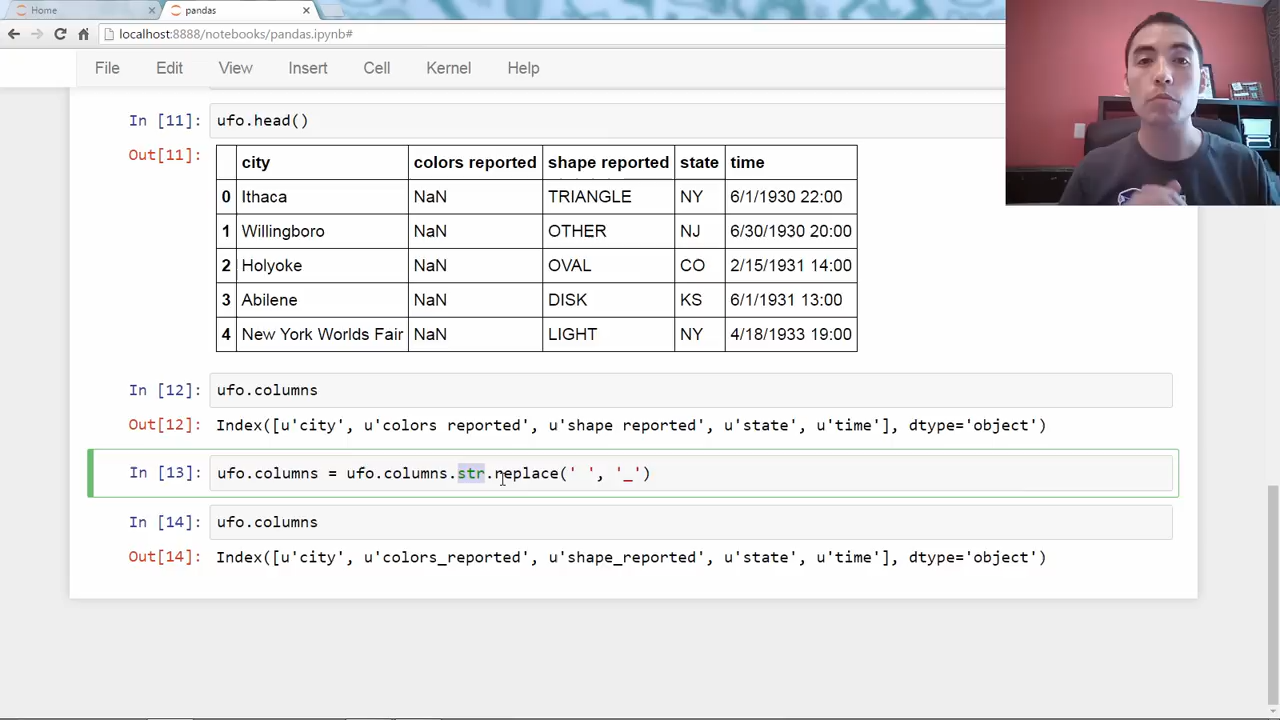 Home
pandas
localhost:8888/notebooks/pandas.ipynb#
File Edit View Insert Cell Kernel Help
In [11]: ufo.head()
Out[11]:
city colors reported shape reported state time
0 Ithaca NaN TRIANGLE NY 6/1/1930 22:00
1 Willingboro NaN OTHER NJ 6/30/1930 20:00
2 Holyoke NaN OVAL CO 2/15/1931 14:00
3 Abilene NaN DISK KS 6/1/1931 13:00
4 New York Worlds Fair NaN LIGHT NY 4/18/1933 19:00
In [12]: ufo.columns
Out[12]: Index([u'city', u'colors reported', u'shape reported', u'state', u'time'], dtype='object')
In [13]: ufo.columns = ufo.columns.str.replace(' ', '_')
In [14]: ufo.columns
Out[14]: Index([u'city', u'colors_reported', u'shape_reported', u'state', u'time'], dtype='object')